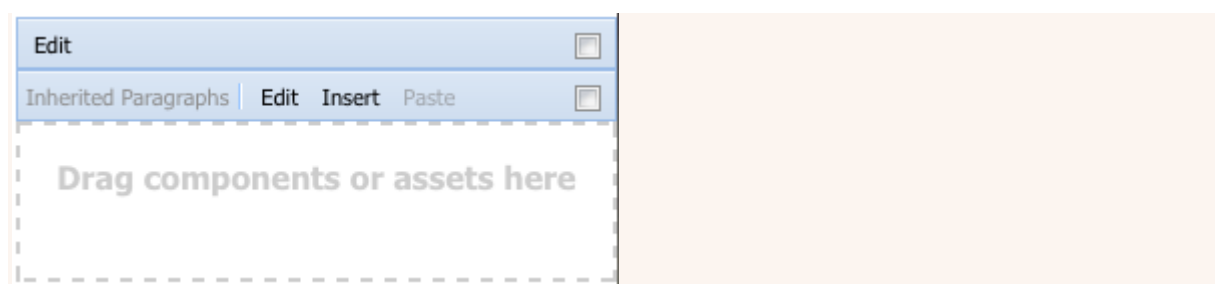 Edit
Inherited Paragraphs Edit Insert Paste
Drag components or assets here